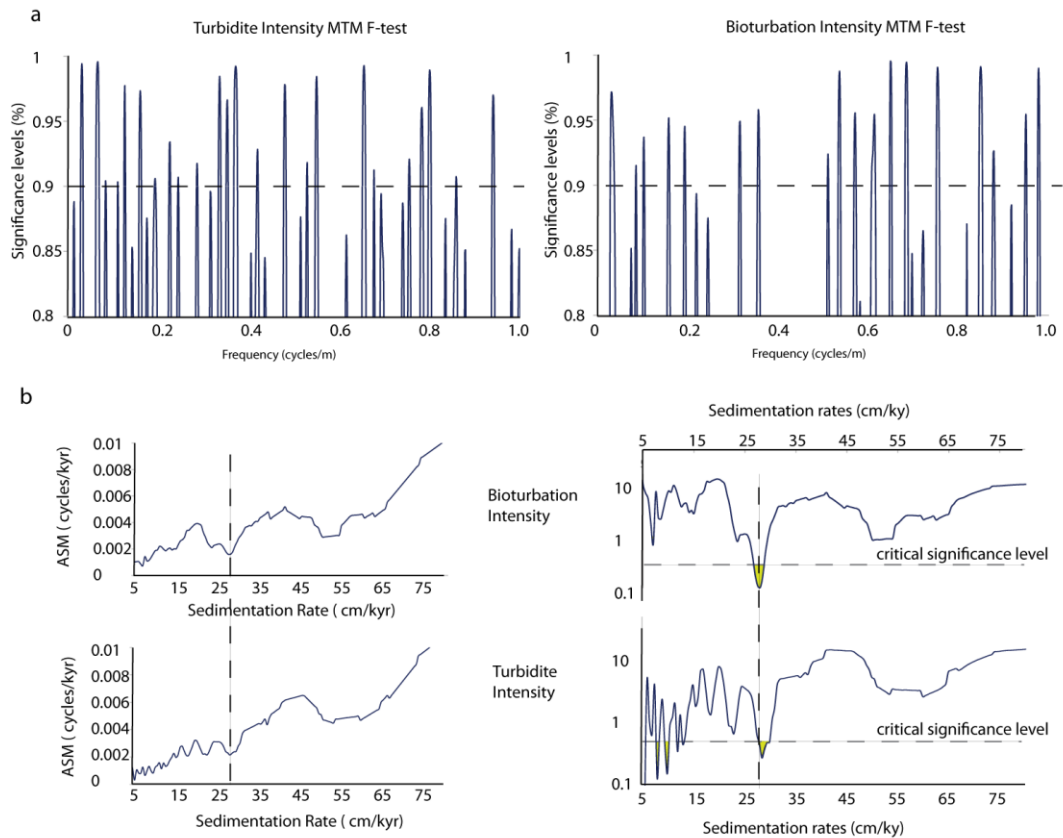 a
Turbidite Intensity MTM F-test
Bioturbation Intensity MTM F-test
Significance levels (%)
1
0.95
0.9
0.85
0.8
0 0.2 0.4 0.6 0.8 1.0
Frequency (cycles/m)
Significance levels (%)
1
0.95
0.9
0.85
0.8
0 0.2 0.4 0.6 0.8 1.0
Frequency (cycles/m)
b
ASM ( cycles/kyr)
0.01
0.008
0.006
0.004
0.002
0
5 15 25 35 45 55 65 75
Sedimentation Rate ( cm/kyr)
Bioturbation
Intensity
Sedimentation rates (cm/ky)
5 15 25 35 45 55 65 75
10
1
0.1
critical significance level
ASM ( cycles/kyr)
0.01
0.008
0.006
0.004
0.002
0
5 15 25 35 45 55 65 75
Sedimentation Rate ( cm/kyr)
Turbidite
Intensity
10
1
0.1
critical significance level
5 15 25 35 45 55 65 75
Sedimentation rates (cm/ky)